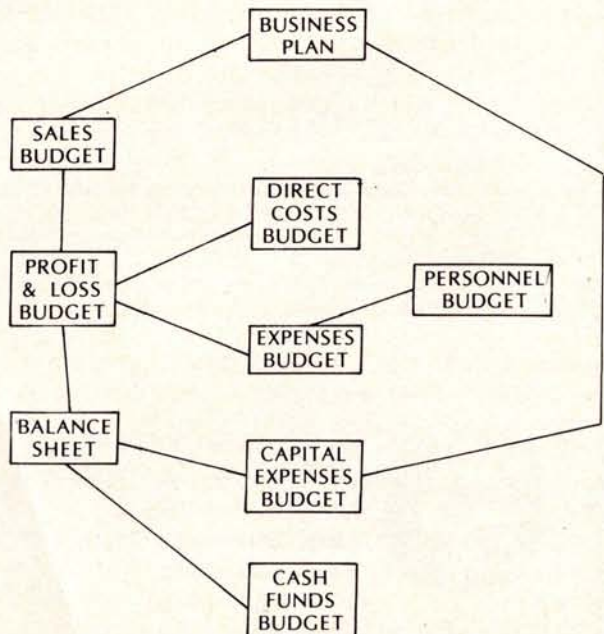 BUSINESS
PLAN
SALES
BUDGET
DIRECT
COSTS
BUDGET
PROFIT
& LOSS
BUDGET
PERSONNEL
BUDGET
EXPENSES
BUDGET
BALANCE
SHEET
CAPITAL
EXPENSES
BUDGET
CASH
FUNDS
BUDGET